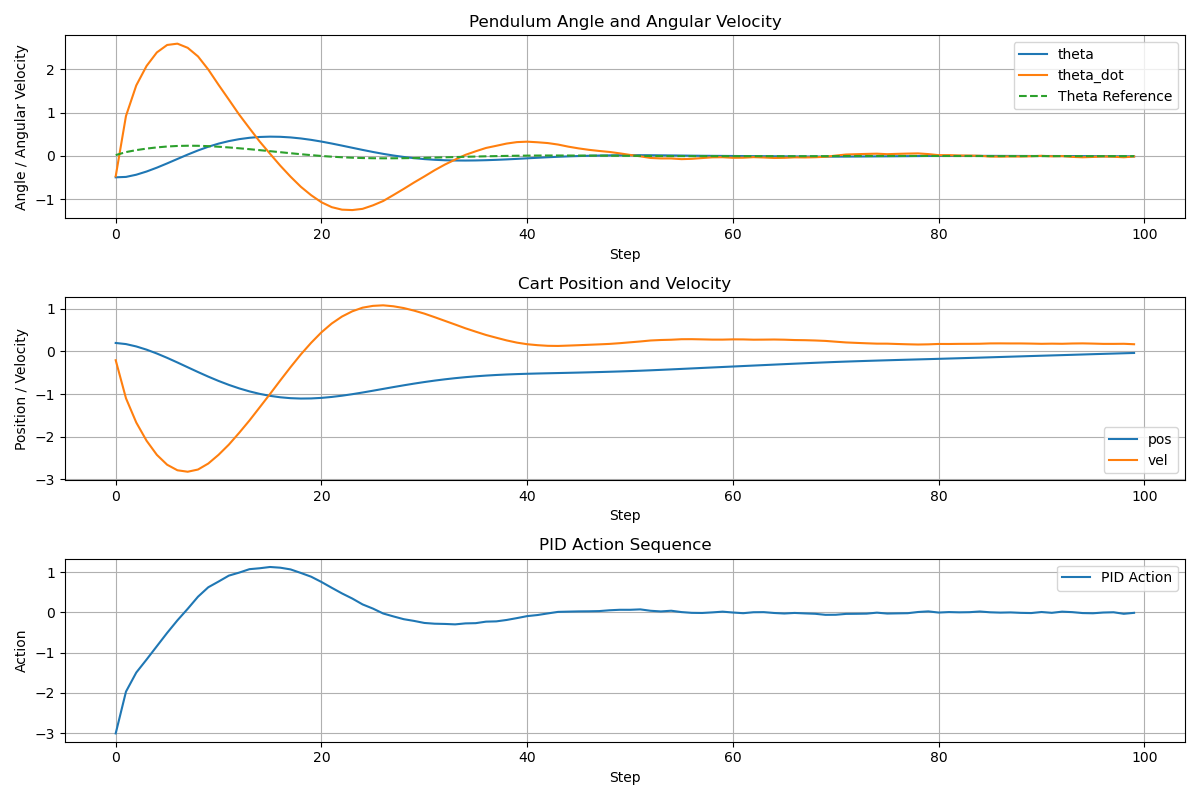 Pendulum Angle and Angular Velocity
Angle / Angular Velocity
2
1
0
−1
theta
theta_dot
Theta Reference
0 20 40 60 80 100
Step
Cart Position and Velocity
Position / Velocity
1
0
−1
−2
−3
pos
vel
0 20 40 60 80 100
Step
PID Action Sequence
Action
1
0
−1
−2
−3
PID Action
0 20 40 60 80 100
Step